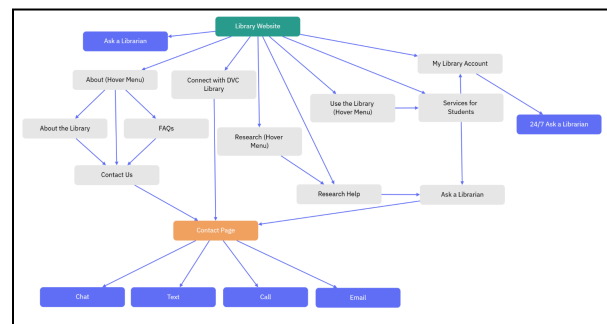 Library Website
Ask a Librarian
My Library Account
About (Hover Menu)
Connect with DVC
Library
Use the Library
(Hover Menu)
Services for
Students
24/7 Ask a Librarian
About the Library
FAQs
Research (Hover
Menu)
Contact Us
Research Help
Ask a Librarian
Contact Page
Chat
Text
Call
Email